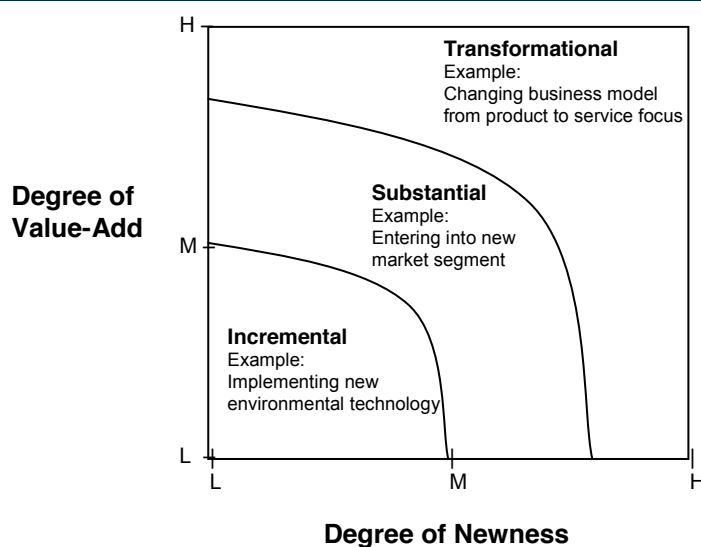 H
Transformational
Example:
Changing business model
from product to service focus
Degree of
Value-Add
Substantial
Example:
Entering into new
market segment
M
Incremental
Example:
Implementing new
environmental technology
L
L
M
H
Degree of Newness